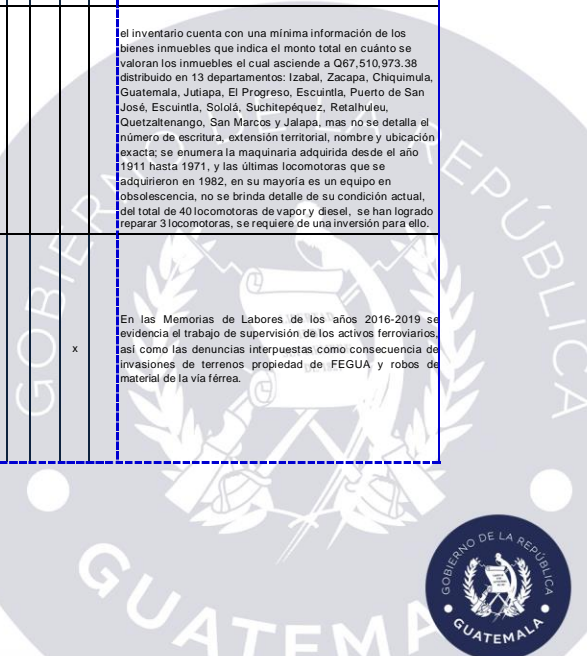 el inventario cuenta con una mínima información de los
bienes inmuebles que indica el monto total en cuánto se
valoran los inmuebles el cual asciende a Q67,510,973.38
distribuido en 13 departamentos: Izabal, Zacapa, Chiquimula,
Guatemala, Jutiapa, El Progreso, Escuintla, Puerto de San
José, Escuintla, Sololá, Suchitepéquez, Retalhuleu,
Quetzaltenango, San Marcos y Jalapa, mas no se detalla el
número de escritura, extensión territorial, nombre y ubicación
exacta; se enumera la maquinaria adquirida desde el año
1911 hasta 1971, y las últimas locomotoras que se
adquirieron en 1982, en su mayoría es un equipo en
obsolescencia, no se brinda detalle de su condición actual,
del total de 40 locomotoras de vapor y diesel, se han logrado
reparar 3 locomotoras, se requiere de una inversión para ello.
x
En las Memorias de Labores de los años 2016-2019 se
evidencia el trabajo de supervisión de los activos ferroviarios,
así como las denuncias interpuestas como consecuencia de
invasiones de terrenos propiedad de FEGUA y robos de
material de la vía férrea.
GOBIERNO DE LA REPÚBLICA
GUATEMALA
GOBIERNO DE LA REPÚBLICA
GUATEMALA